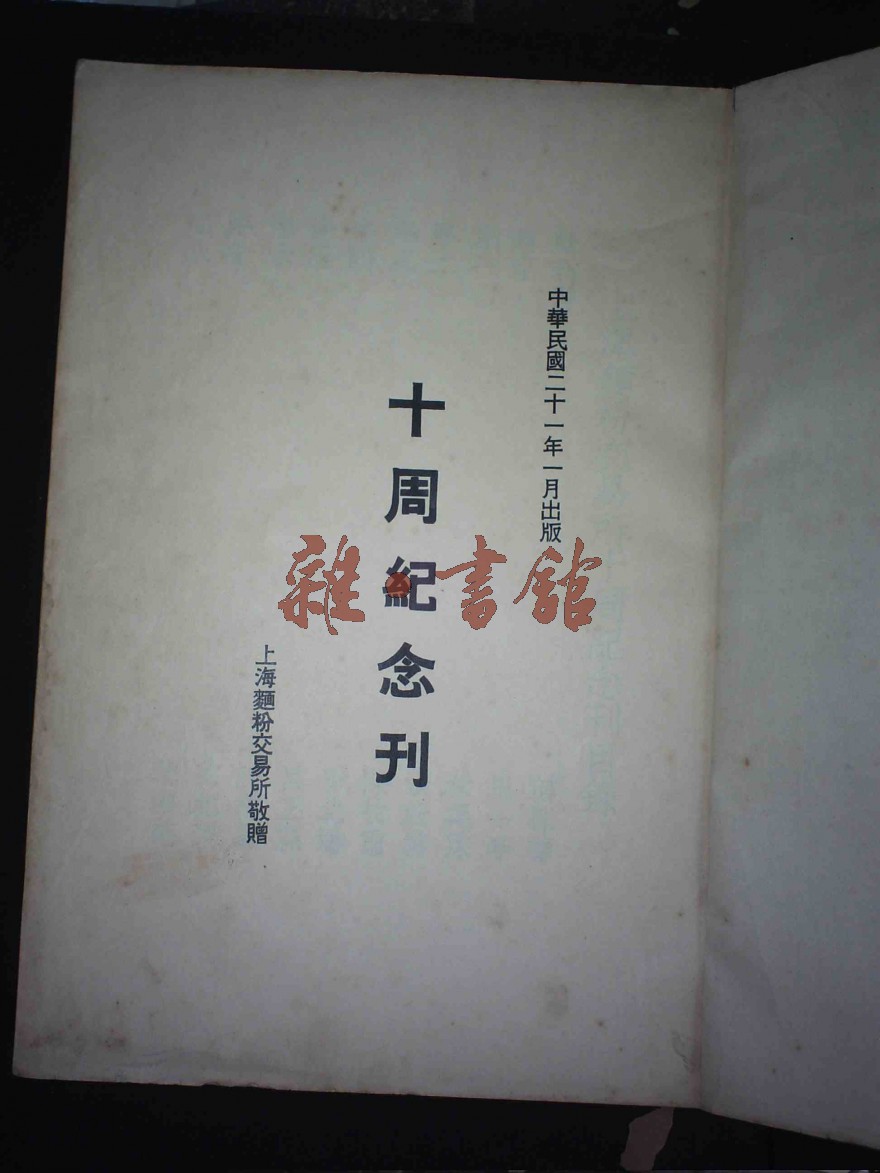 中華民國二十一年一月出版
十周紀念刊
上海麵粉交易所敬贈
雜·書館